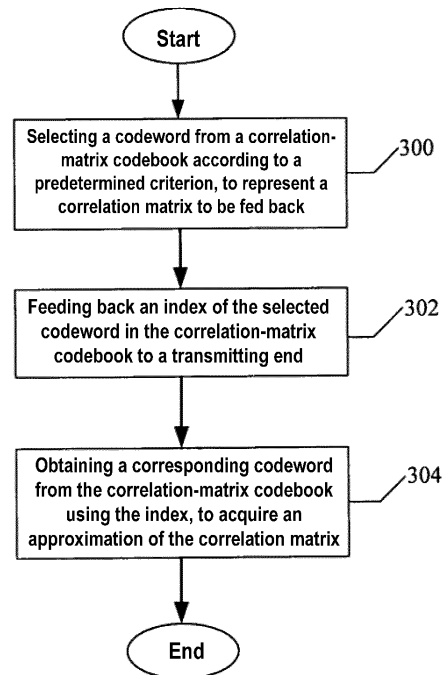 Start
Selecting a codeword from a correlation-
matrix codebook according to a
predetermined criterion, to represent a
correlation matrix to be fed back
300
Feeding back an index of the selected
codeword in the correlation-matrix
codebook to a transmitting end
302
Obtaining a corresponding codeword
from the correlation-matrix codebook
using the index, to acquire an
approximation of the correlation matrix
304
End